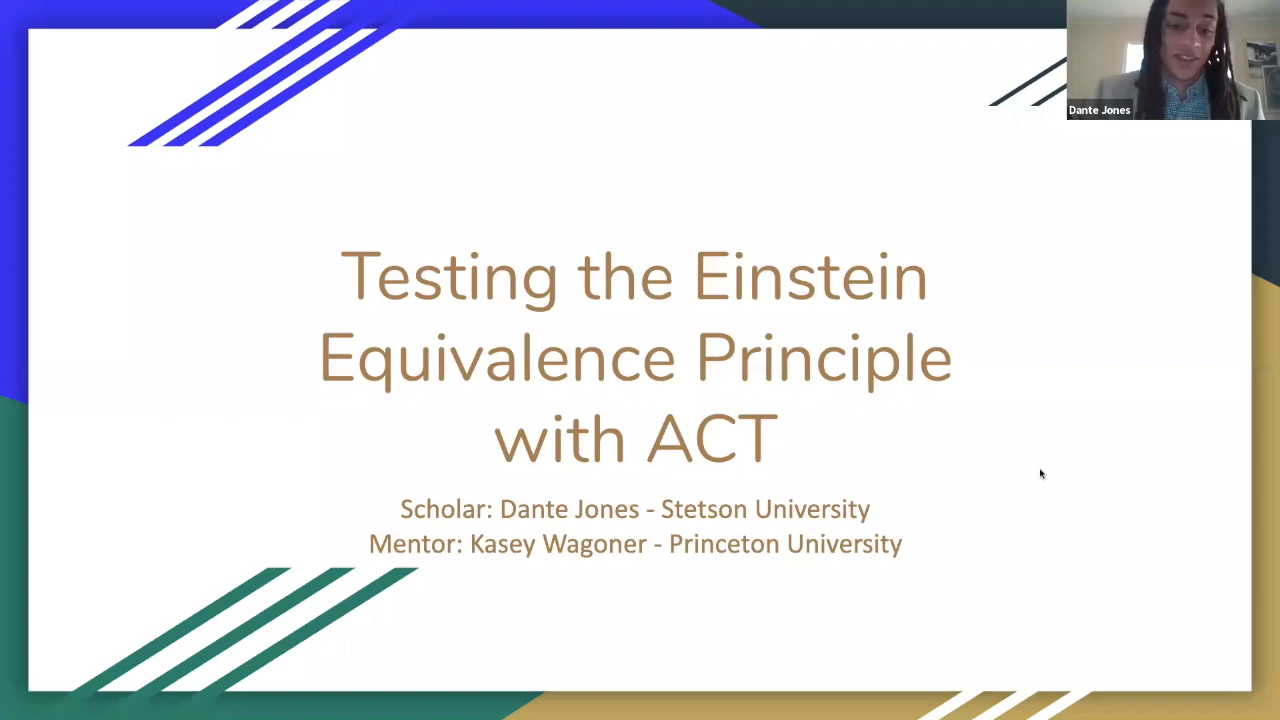 Dante Jones
Testing the Einstein
Equivalence Principle
with ACT
Scholar: Dante Jones - Stetson University
Mentor: Kasey Wagoner - Princeton University